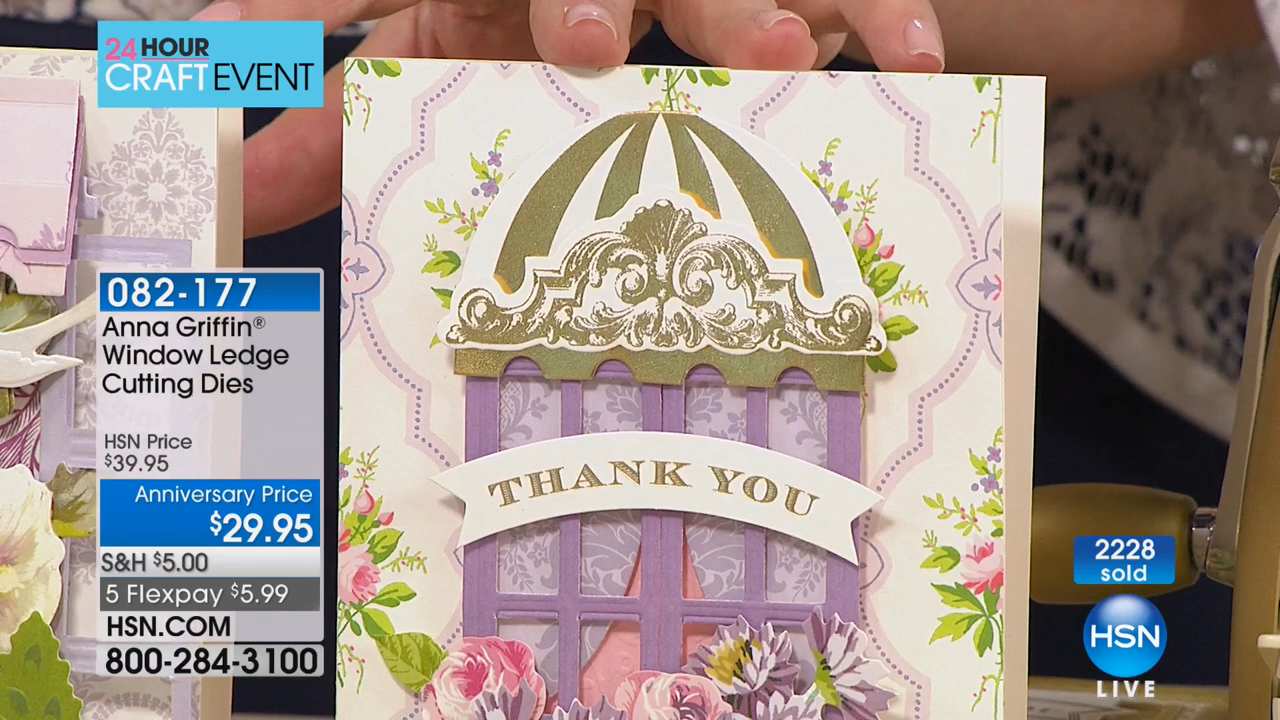 24 HOUR
CRAFT EVENT
082-177
Anna Griffin®
Window Ledge
Cutting Dies
HSN Price
$39.95
Anniversary Price
$29.95
S&H $5.00
5 Flexpay $5.99
HSN.COM
800-284-3100
THANK YOU
2228
sold
HSN
LIVE